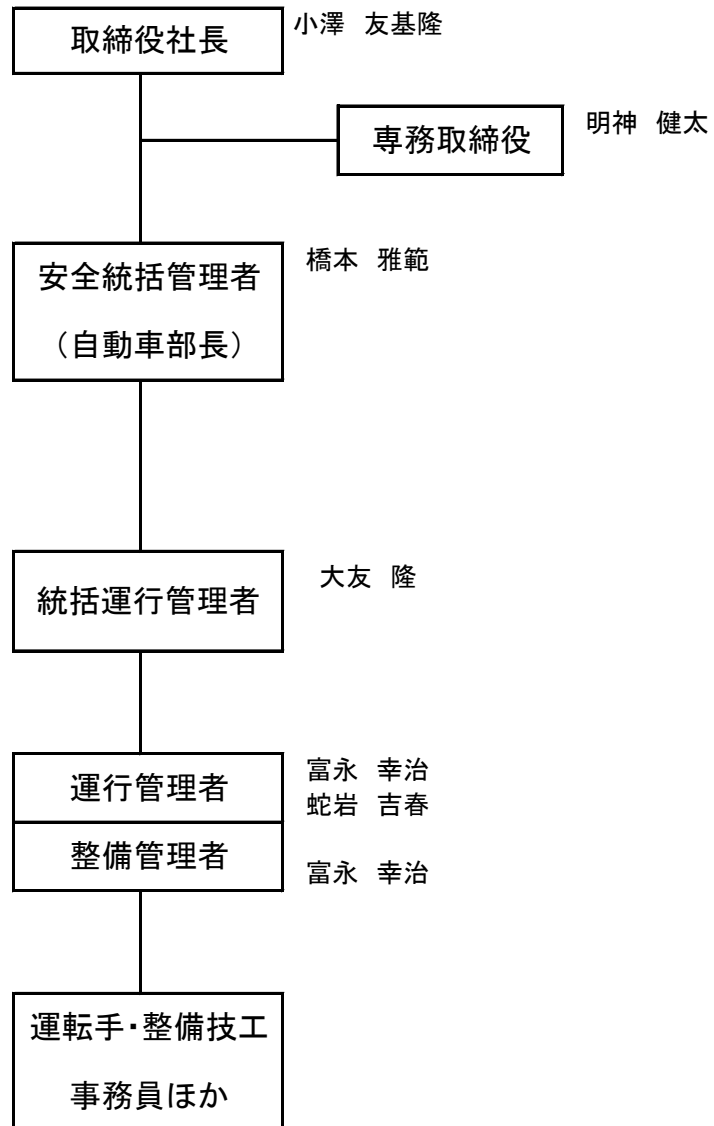 取締役社長
小澤　友基隆
専務取締役
明神　健太
安全統括管理者
（自動車部長）
橋本　雅範
統括運行管理者
大友　隆
運行管理者
富永　幸治
蛇岩　吉春
整備管理者
富永　幸治
運転手・整備技工
事務員ほか